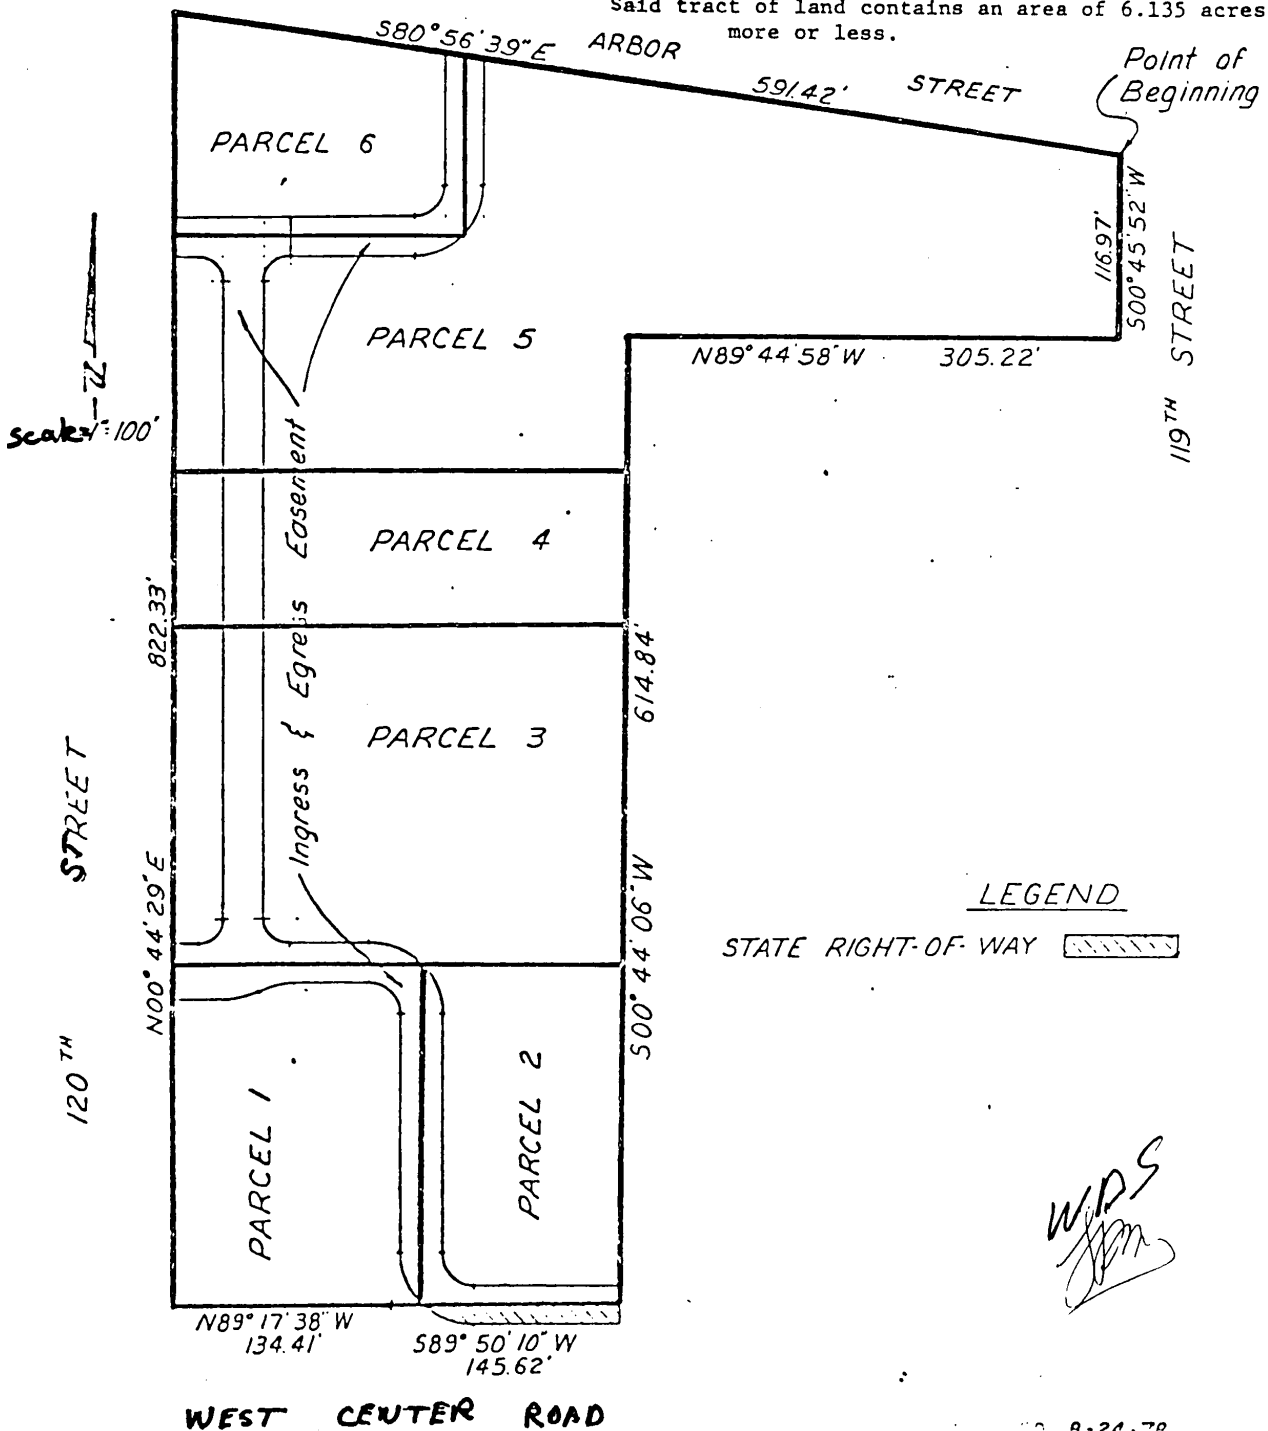 Said tract of land contains an area of 6.135 acres
more or less.
S80°56'39"E ARBOR
591.42' STREET
Point of
Beginning
PARCEL 6
116.97'
S00°45'52"W
119TH STREET
PARCEL 5
N89°44'58"W 305.22'
N
scale 1"=100'
Ingress & Egress Easement
PARCEL 4
822.33'
614.84'
PARCEL 3
120TH STREET
N00°44'29"E
S00°44'06"W
LEGEND
STATE RIGHT-OF-WAY
PARCEL 1
PARCEL 2
WDS
N89°17'38"W
134.41'
S89°50'10"W
145.62'
WEST CENTER ROAD
8-24-78